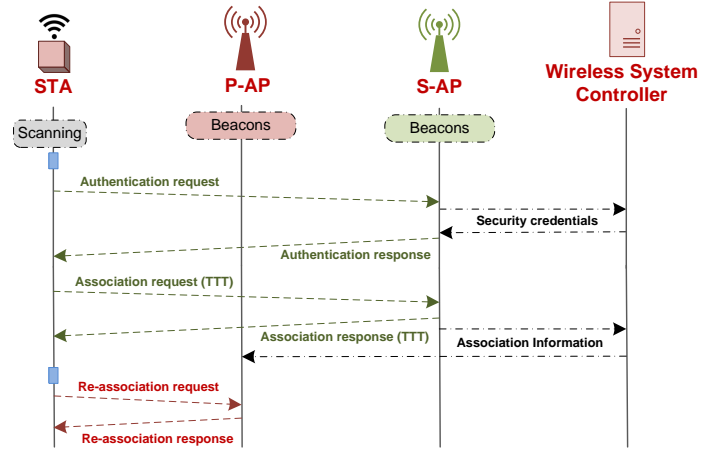 STA
P-AP
S-AP
Wireless System
Controller
Scanning
Beacons
Beacons
Authentication request
Security credentials
Authentication response
Association request (TTT)
Association response (TTT)
Association Information
Re-association request
Re-association response